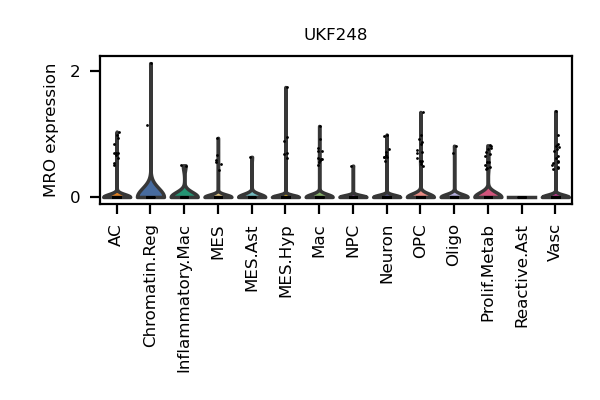 UKF248
MRO expression
2
0
AC
Chromatin.Reg
Inflammatory.Mac
MES
MES.Ast
MES.Hyp
Mac
NPC
Neuron
OPC
Oligo
Prolif.Metab
Reactive.Ast
Vasc